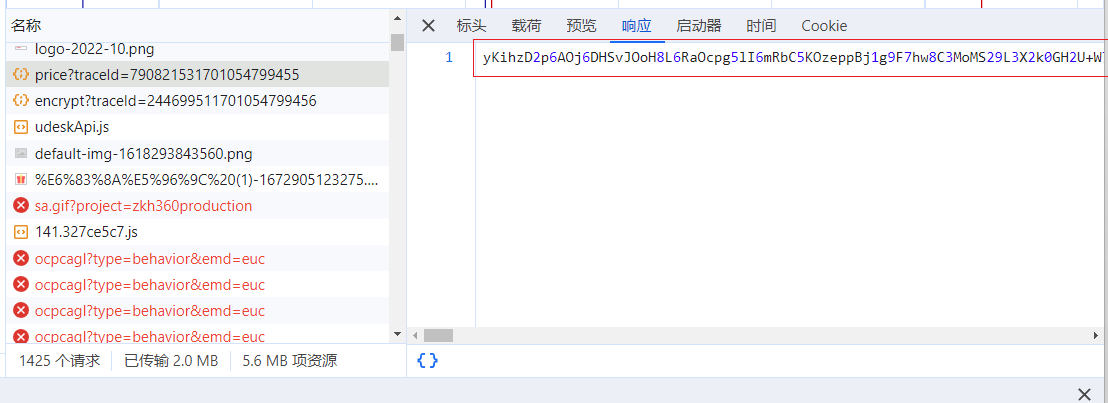 名称
logo-2022-10.png
price?traceId=790821531701054799455
encrypt?traceId=244699511701054799456
udeskApi.js
default-img-1618293843560.png
%E6%83%8A%E5%96%9C%20(1)-1672905123275....
sa.gif?project=zkh360production
141.327ce5c7.js
ocpcagl?type=behavior&emd=euc
ocpcagl?type=behavior&emd=euc
ocpcagl?type=behavior&emd=euc
ocpcagl?type=behavior&emd=euc
1425 个请求 已传输 2.0 MB 5.6 MB 项资源
标头 载荷 预览 响应 启动器 时间 Cookie
1 yKihzD2p6AOj6DHSvJOoH8L6RaOcpg5lI6mRbC5KOzeppBj1g9F7hw8C3MoMS29L3X2k0GH2U+W
{}